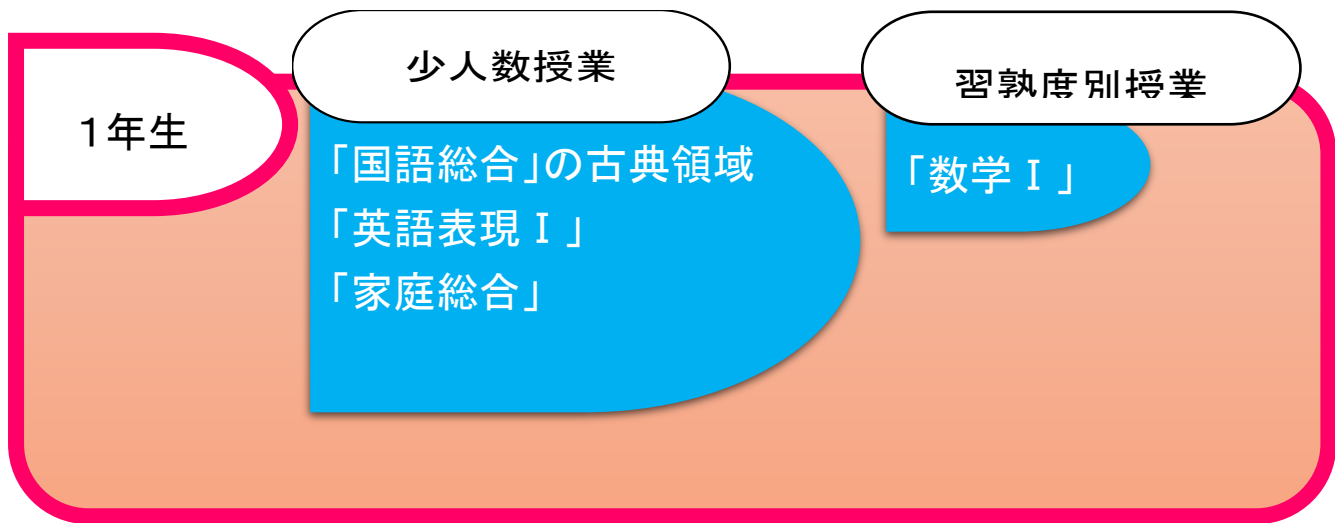 1年生
少人数授業
「国語総合」の古典領域
「英語表現Ⅰ」
「家庭総合」
習熟度別授業
「数学Ⅰ」